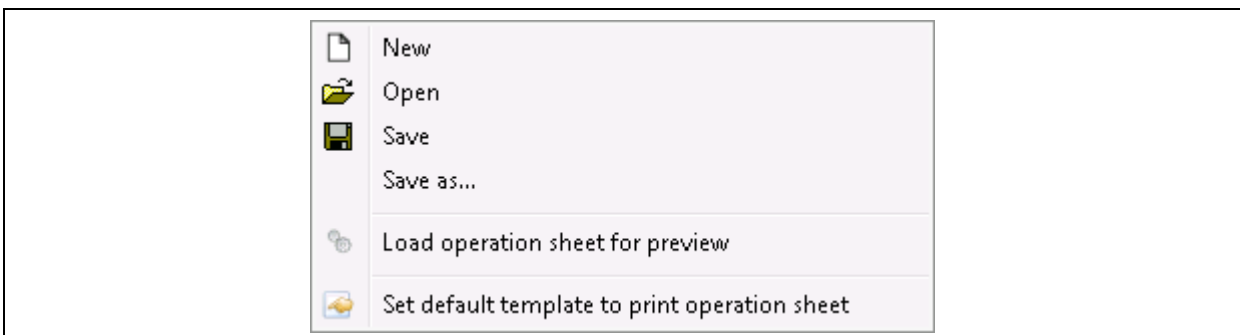 New
Open
Save
Save as...
Load operation sheet for preview
Set default template to print operation sheet